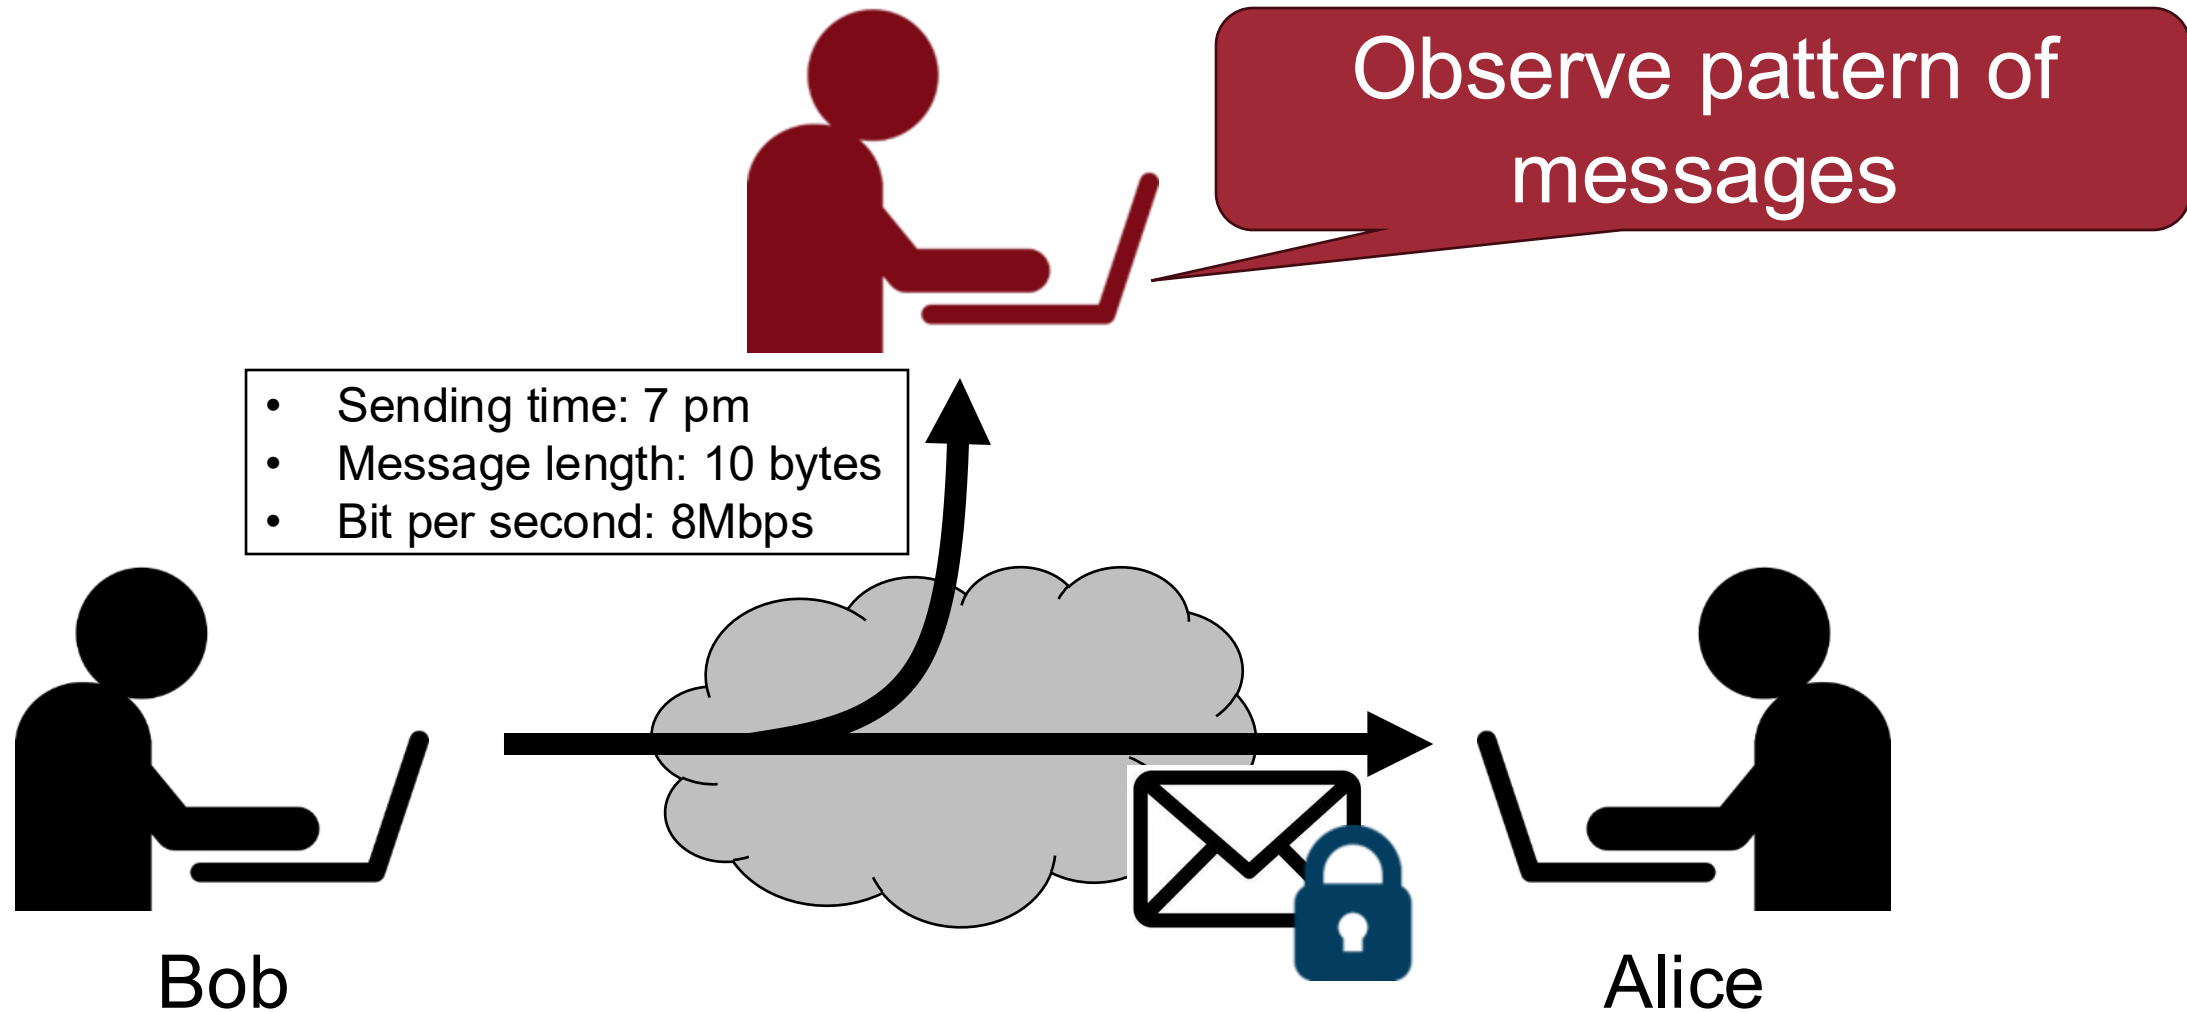 Observe pattern of
messages
• Sending time: 7 pm
• Message length: 10 bytes
• Bit per second: 8Mbps
Bob
Alice